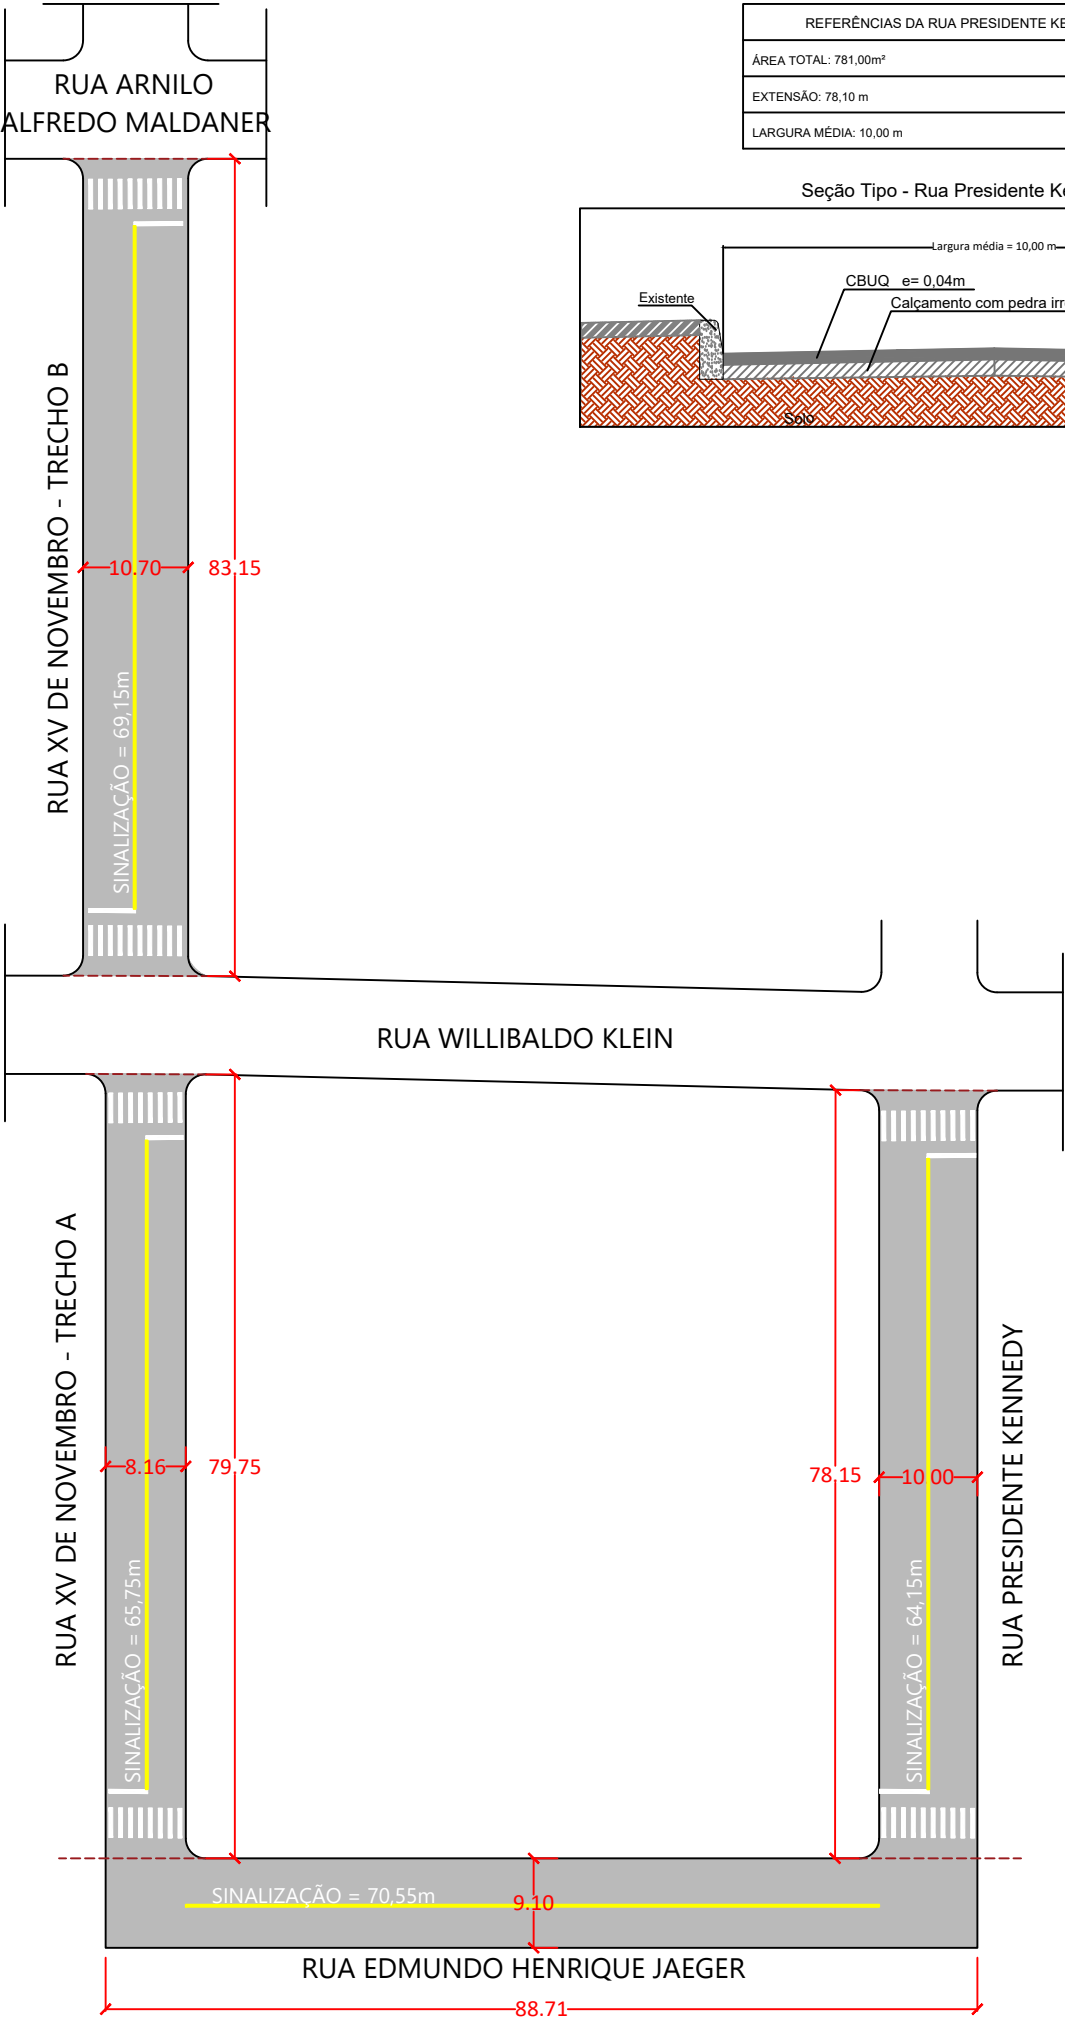 REFERÊNCIAS DA RUA PRESIDENTE KE
ÁREA TOTAL: 781,00m²
EXTENSÃO: 78,10 m
LARGURA MÉDIA: 10,00 m
RUA ARNILO
ALFREDO MALDANER
Seção Tipo - Rua Presidente Ke
Largura média = 10,00 m
CBUQ e= 0,04m
Existente
Calçamento com pedra irr
Solo
RUA XV DE NOVEMBRO - TRECHO B
10.70
83.15
SINALIZAÇÃO = 69,15m
RUA WILLIBALDO KLEIN
RUA XV DE NOVEMBRO - TRECHO A
8.16
79.75
SINALIZAÇÃO = 65,75m
78.15
10.00
SINALIZAÇÃO = 64,15m
RUA PRESIDENTE KENNEDY
SINALIZAÇÃO = 70,55m
9.10
RUA EDMUNDO HENRIQUE JAEGER
88.71